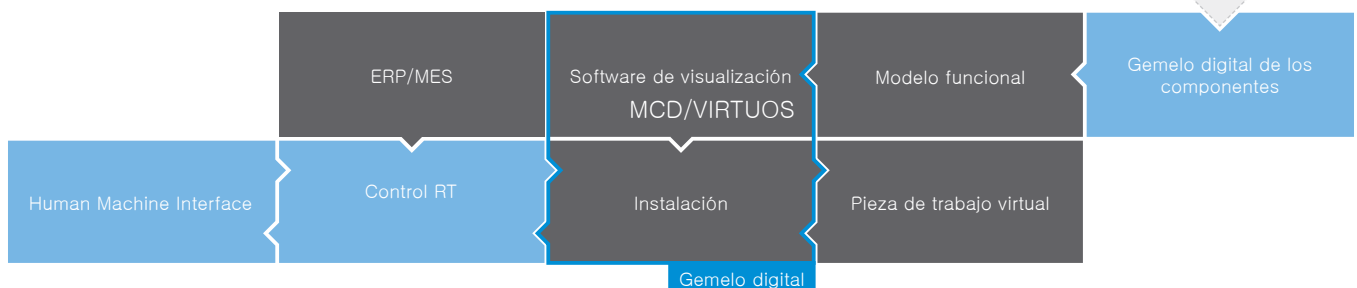 ERP/MES
Software de visualización
MCD/VIRTUOS
Modelo funcional
Gemelo digital de los
componentes
Human Machine Interface
Control RT
Instalación
Pieza de trabajo virtual
Gemelo digital